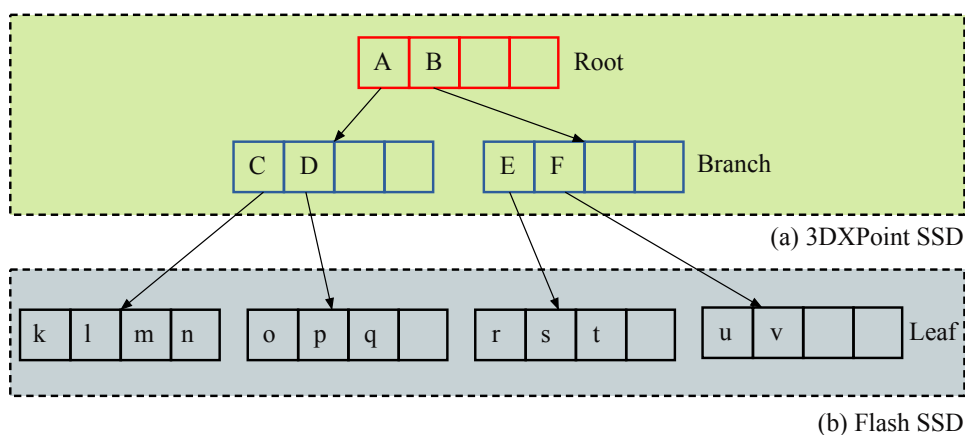 A B Root
C D E F Branch
(a) 3DXPoint SSD
k l m n o p q r s t u v Leaf
(b) Flash SSD